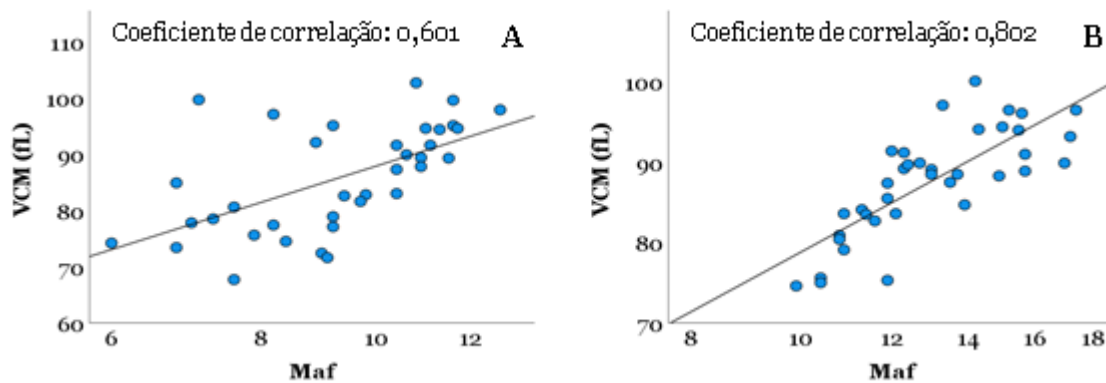 Coeficiente de correlação: 0,601
A
VCM (fL)
110
100
90
80
70
60
6
8
10
12
Maf
Coeficiente de correlação: 0,802
B
VCM (fL)
100
90
80
70
8
10
12
14
16
18
Maf